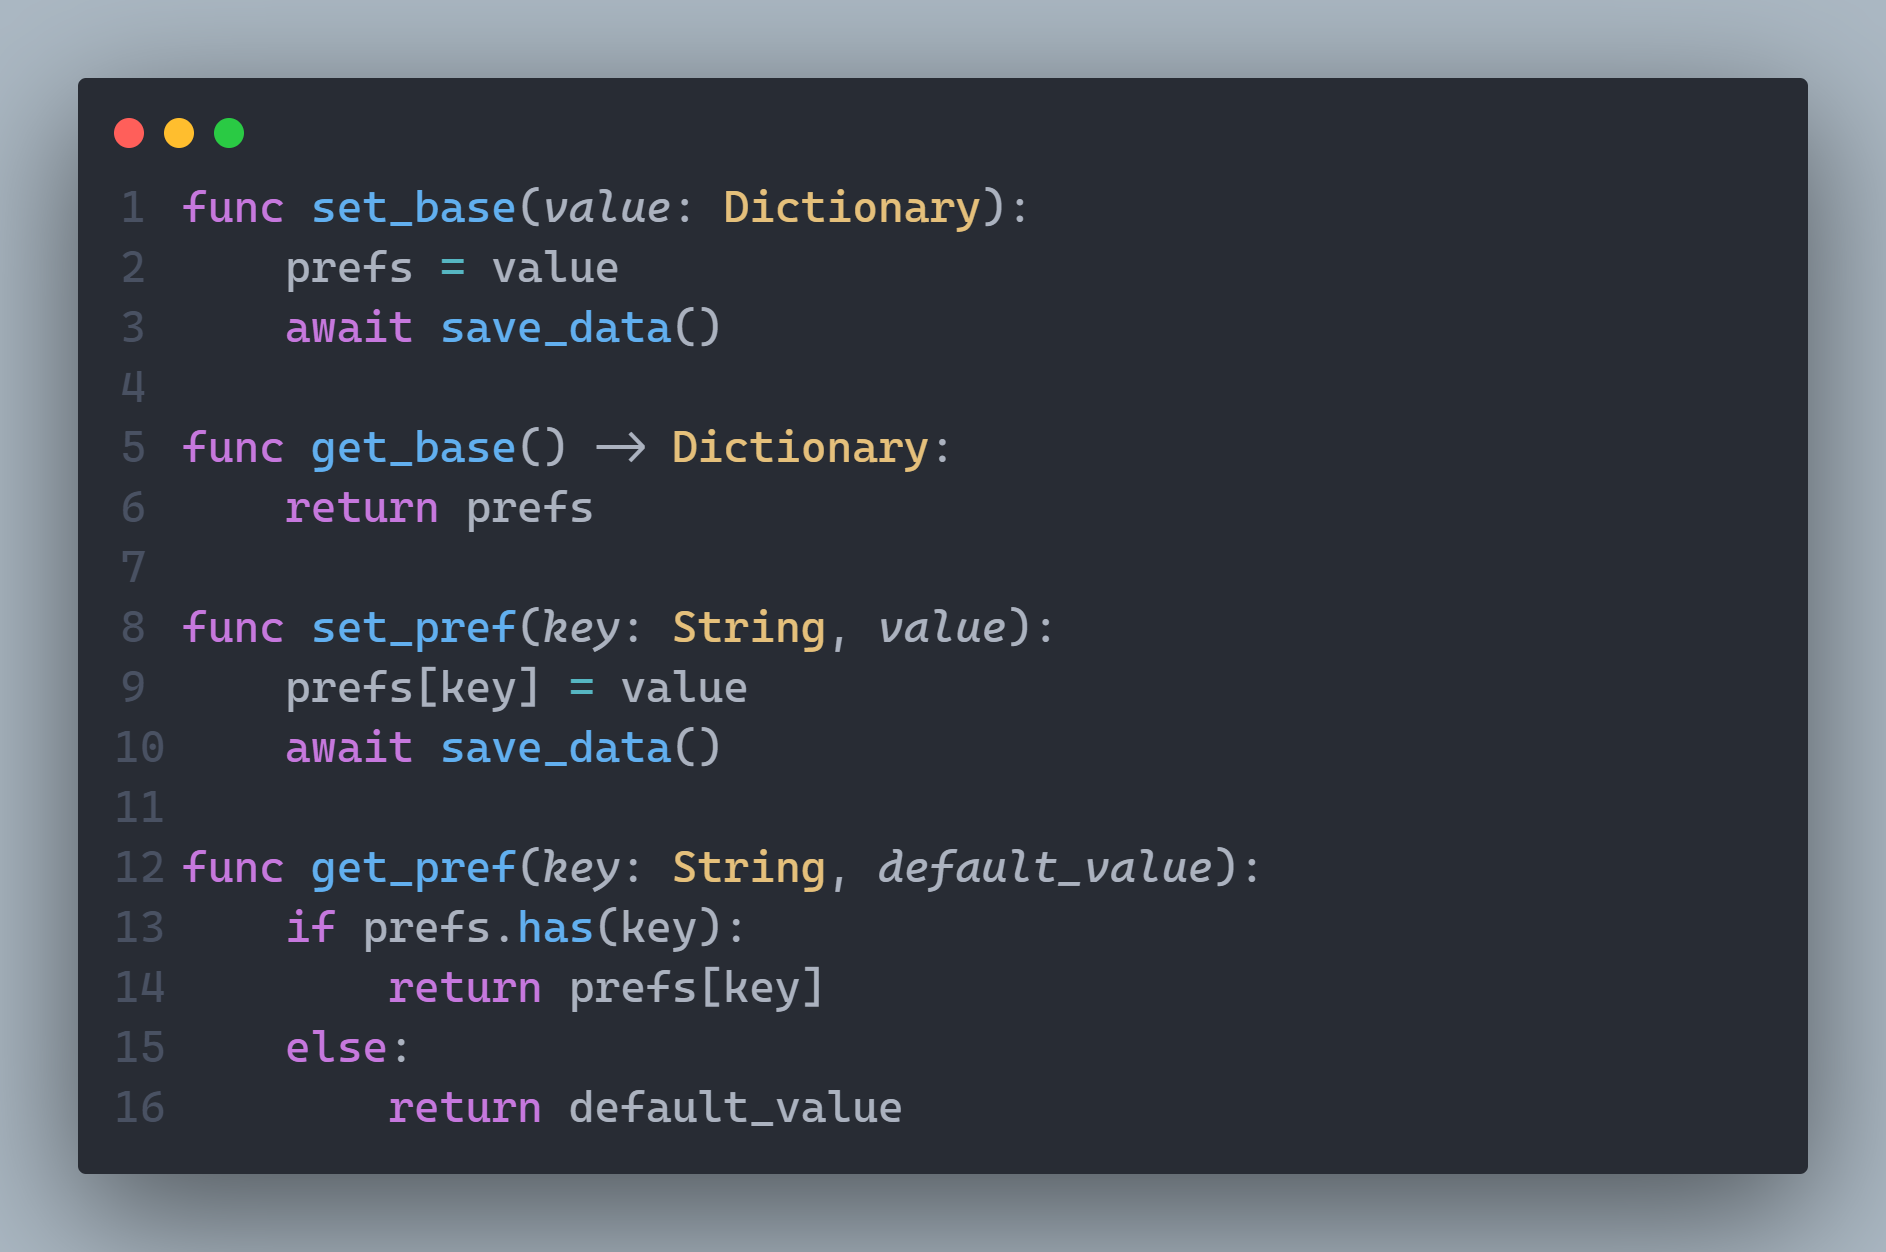 1 func set_base(value: Dictionary):
2     prefs = value
3     await save_data()
4
5 func get_base() -> Dictionary:
6     return prefs
7
8 func set_pref(key: String, value):
9     prefs[key] = value
10     await save_data()
11
12 func get_pref(key: String, default_value):
13     if prefs.has(key):
14         return prefs[key]
15     else:
16         return default_value